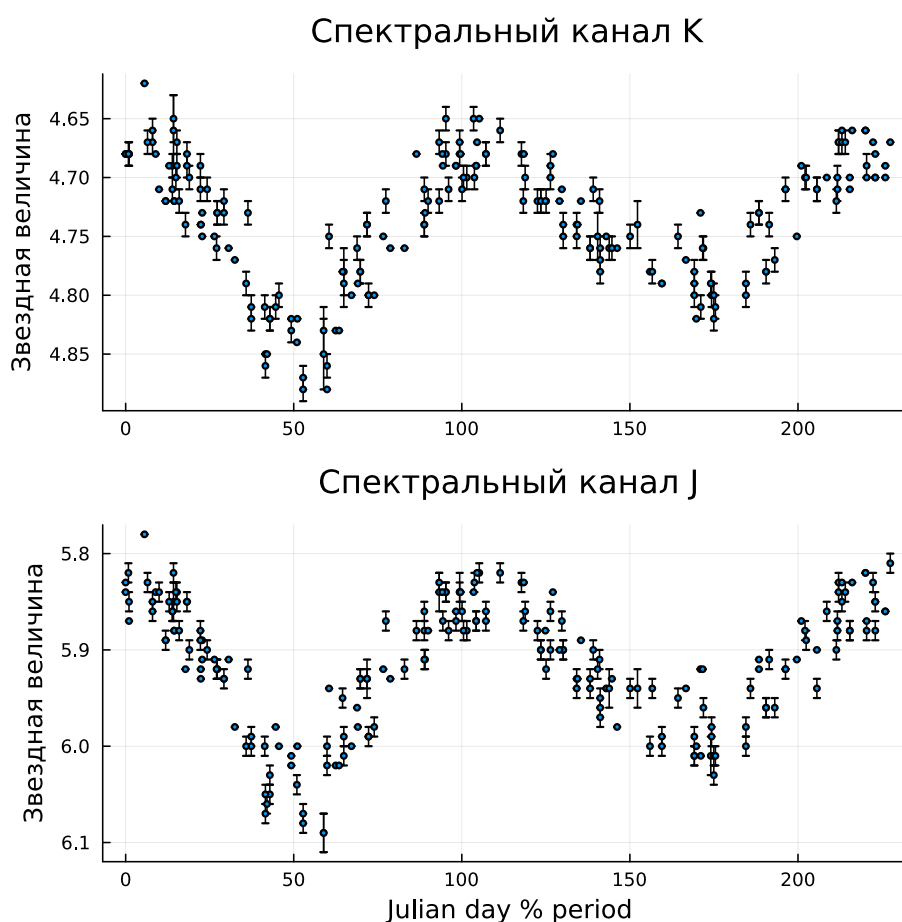 Спектральный канал K
Звездная величина
4.65
4.70
4.75
4.80
4.85
0 50 100 150 200
Спектральный канал J
Звездная величина
5.8
5.9
6.0
6.1
0 50 100 150 200
Julian day % period